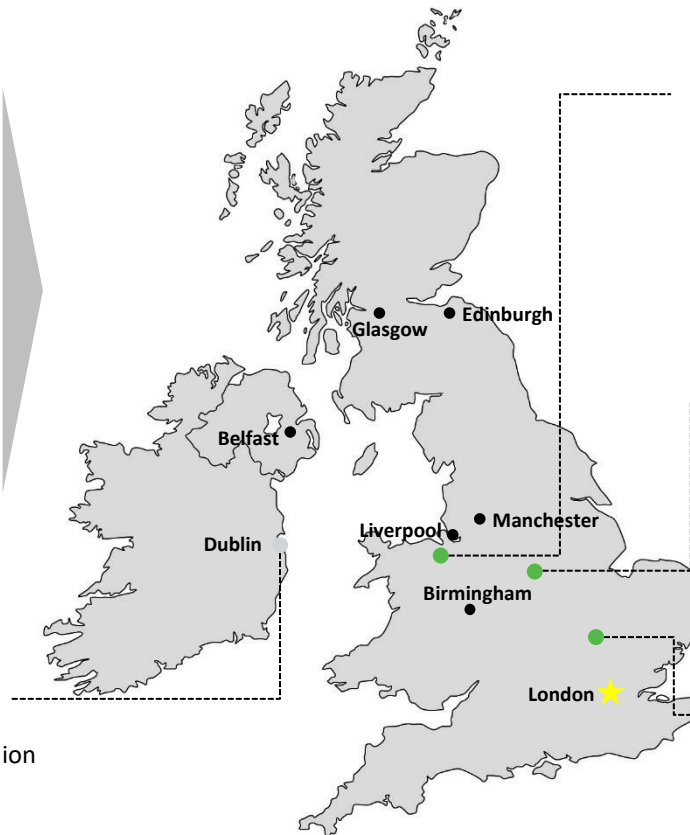 Glasgow
Edinburgh
Belfast
Liverpool
Manchester
Dublin
Birmingham
London
ion